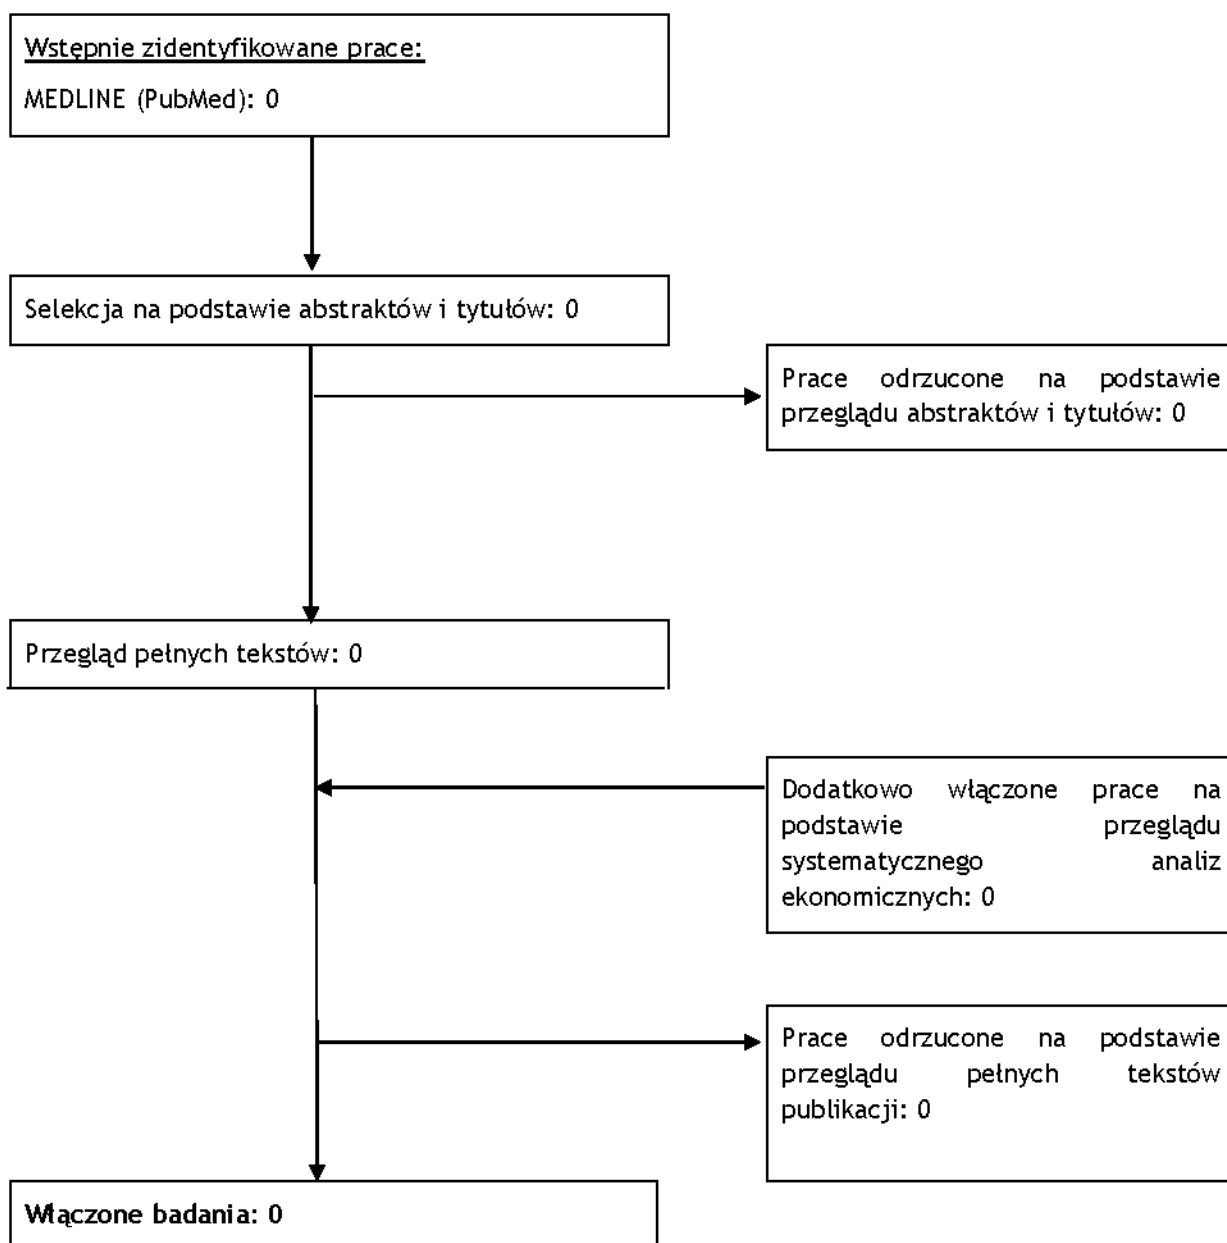 Wstępnie zidentyfikowane prace:
MEDLINE (PubMed): 0
Selekcja na podstawie abstraktów i tytułów: 0
Prace odrzucone na podstawie
przeglądu abstraktów i tytułów: 0
Przegląd pełnych tekstów: 0
Dodatkowo włączone prace na
podstawie przeglądu
systematycznego analiz
ekonomicznych: 0
Prace odrzucone na podstawie
przeglądu pełnych tekstów
publikacji: 0
Włączone badania: 0